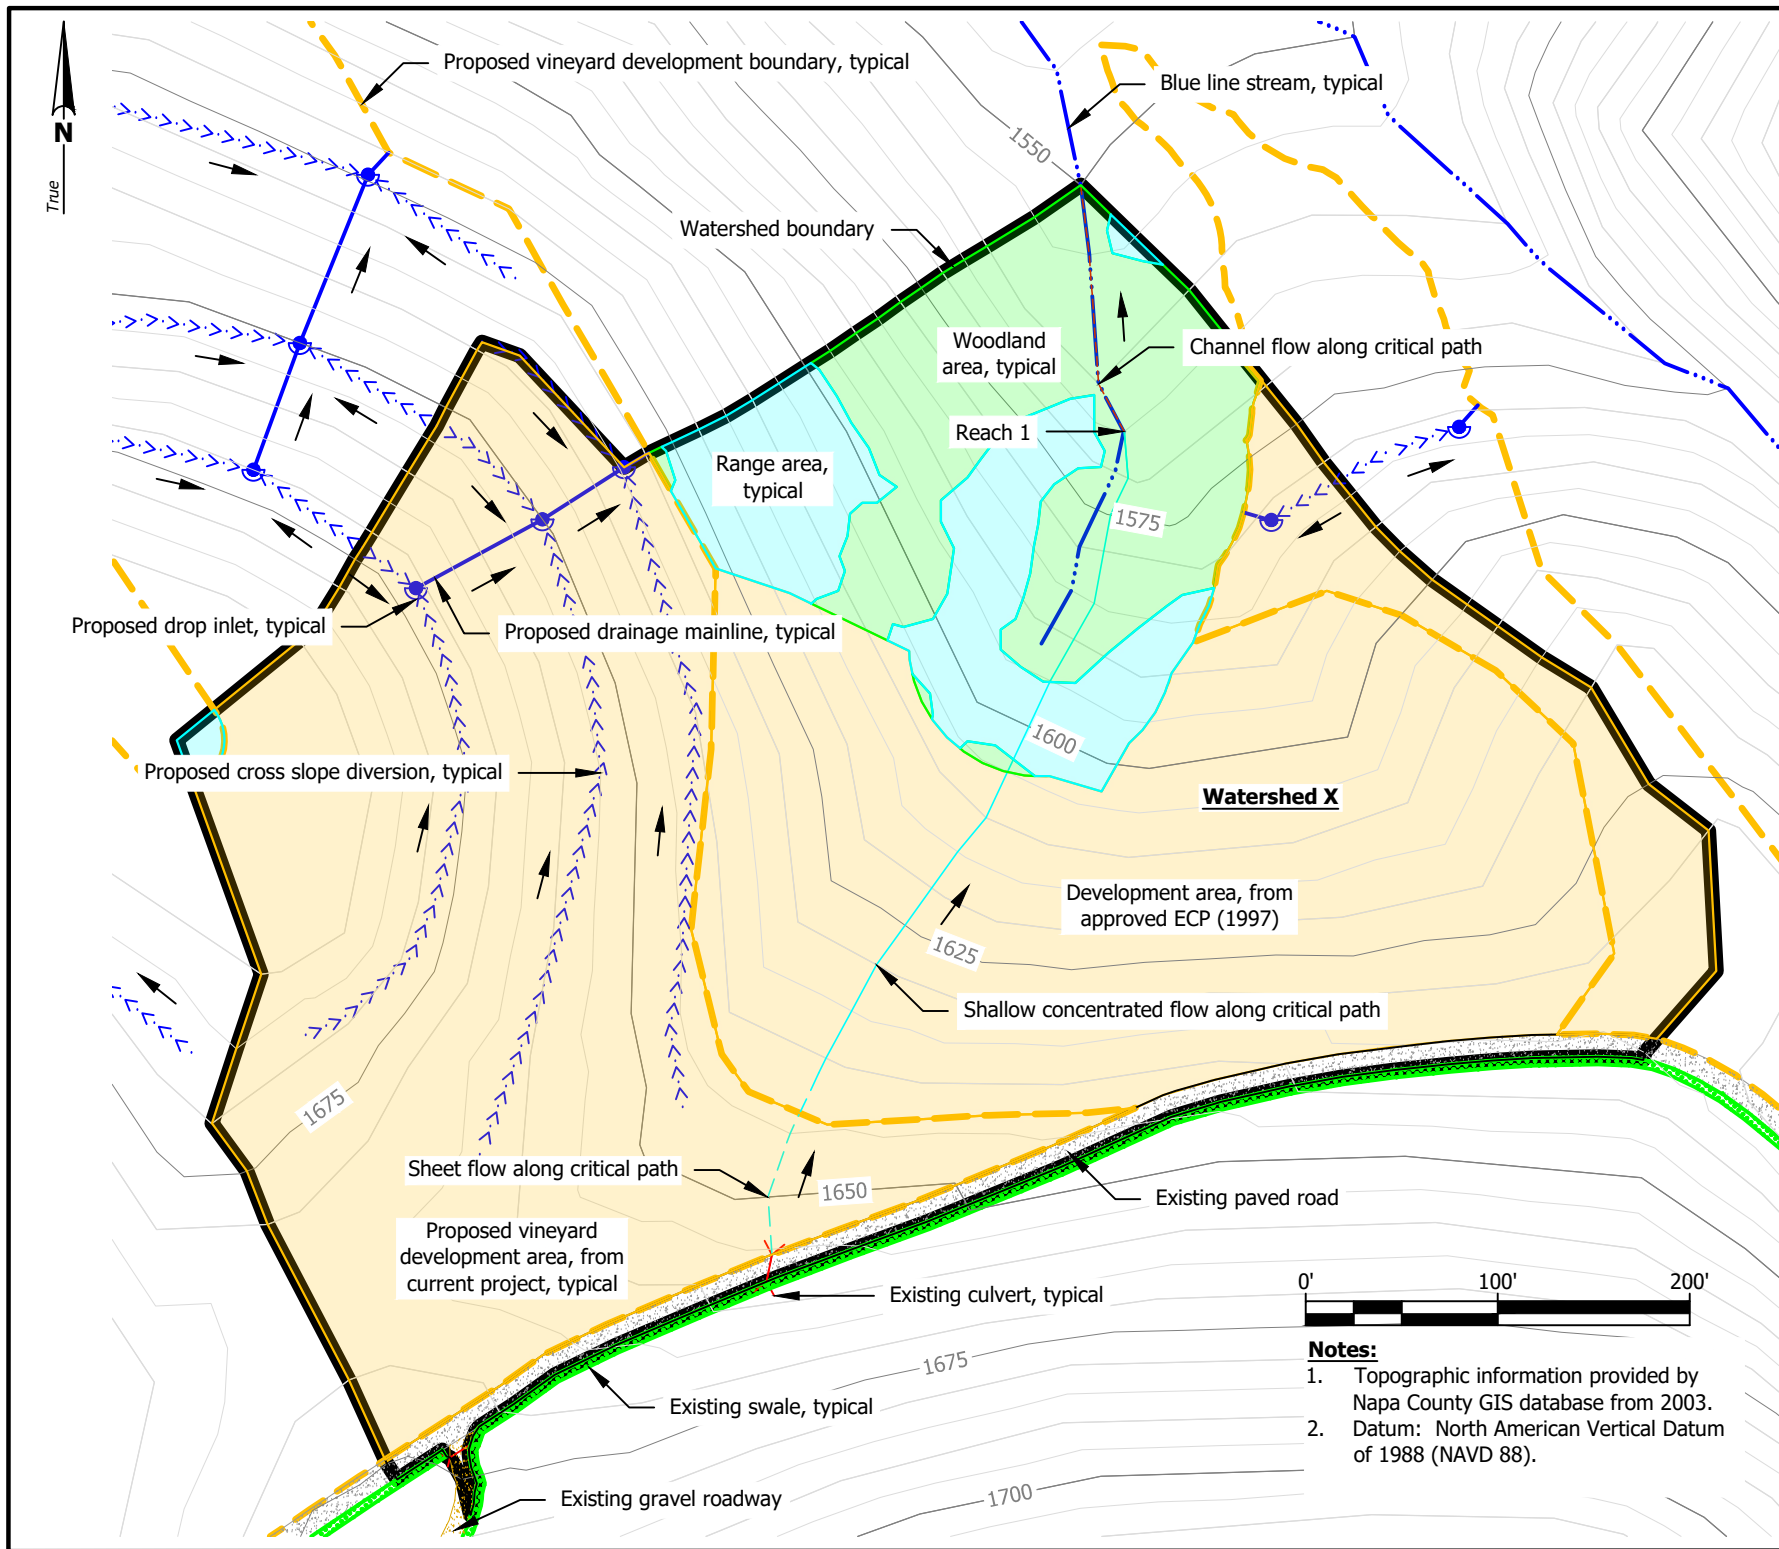 Proposed vineyard development boundary, typical
Blue line stream, typical
N
True
1550
Watershed boundary
Woodland
area, typical
Channel flow along critical path
Reach 1
Range area,
typical
1575
Proposed drop inlet, typical
Proposed drainage mainline, typical
1600
Proposed cross slope diversion, typical
Watershed X
Development area, from
approved ECP (1997)
1625
Shallow concentrated flow along critical path
1675
Sheet flow along critical path
1650
Existing paved road
Proposed vineyard
development area, from
current project, typical
Existing culvert, typical
0' 100' 200'
1675
Existing swale, typical
Notes:
1. Topographic information provided by
Napa County GIS database from 2003.
2. Datum: North American Vertical Datum
of 1988 (NAVD 88).
1700
Existing gravel roadway